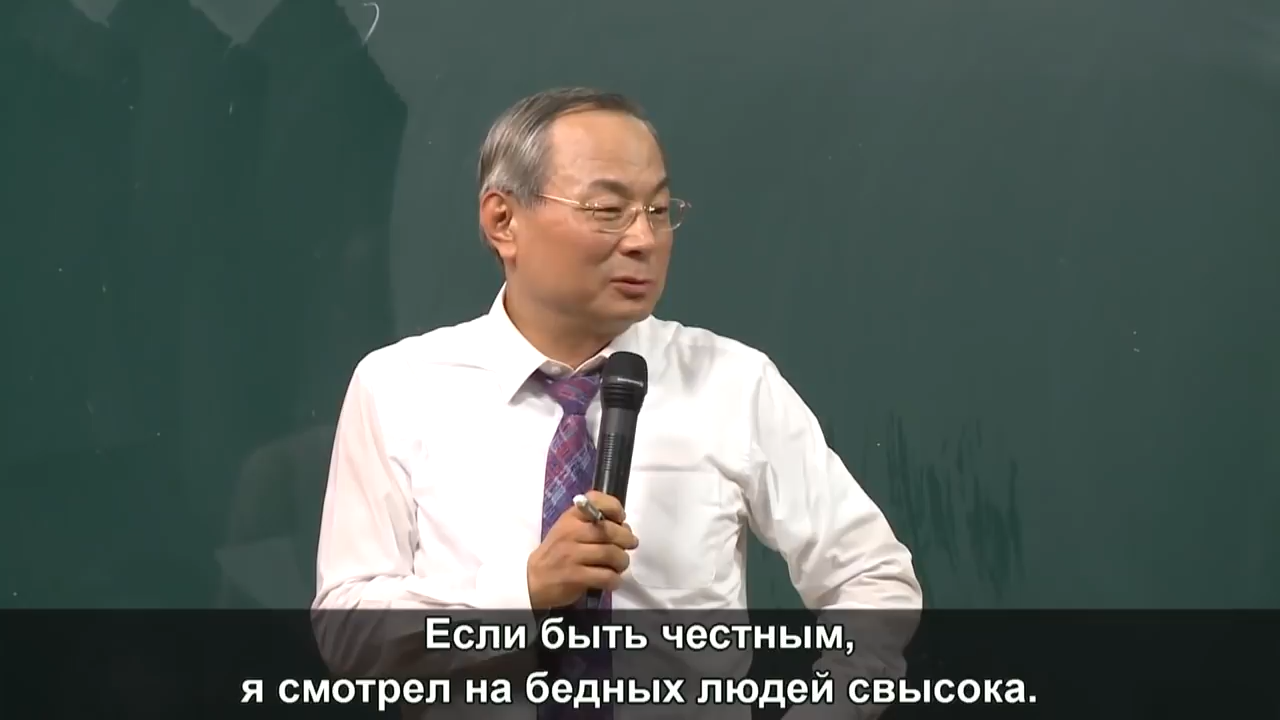 Если быть честным,
я смотрел на бедных людей свысока.